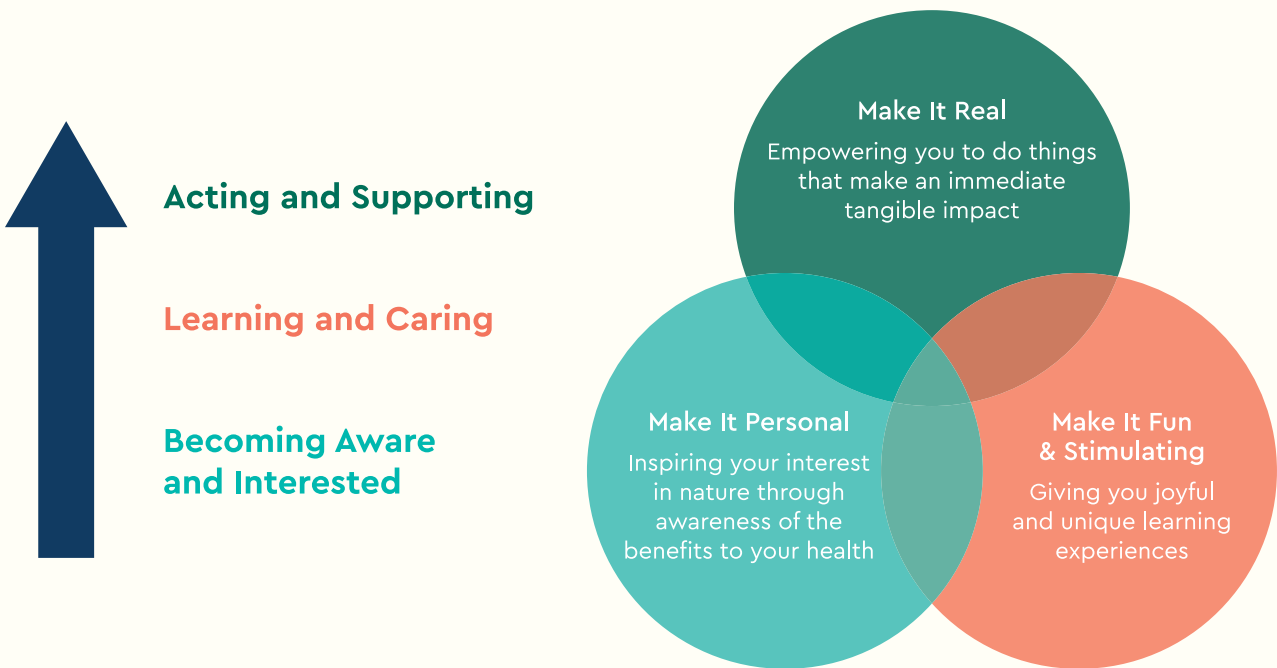 Acting and Supporting
Learning and Caring
Becoming Aware
and Interested
Make It Real
Empowering you to do things
that make an immediate
tangible impact
Make It Personal
Inspiring your interest
in nature through
awareness of the
benefits to your health
Make It Fun
& Stimulating
Giving you joyful
and unique learning
experiences